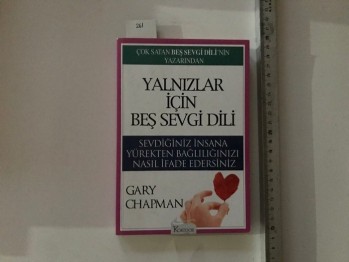 261
ÇOK SATAN BEŞ SEVGİ DİLİ'NİN
YAZARINDAN
YALNIZLAR
İÇİN
BEŞ SEVGİ DİLİ
SEVDİĞİNİZ İNSANA
YÜREKTEN BAĞLILIĞINIZI
NASIL İFADE EDERSİNİZ
GARY
CHAPMAN